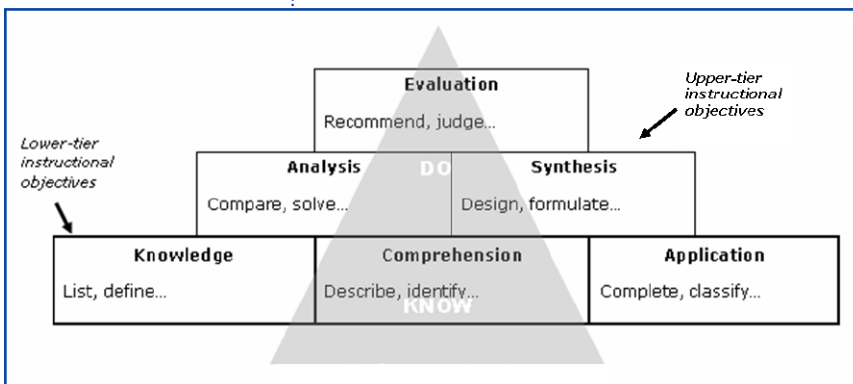 Evaluation
Recommend, judge...
Upper-tier
instructional
objectives
Lower-tier
instructional
objectives
Analysis
Compare, solve...
DO
Synthesis
Design, formulate...
Knowledge
List, define...
Comprehension
Describe, identify...
KNOW
Application
Complete, classify...